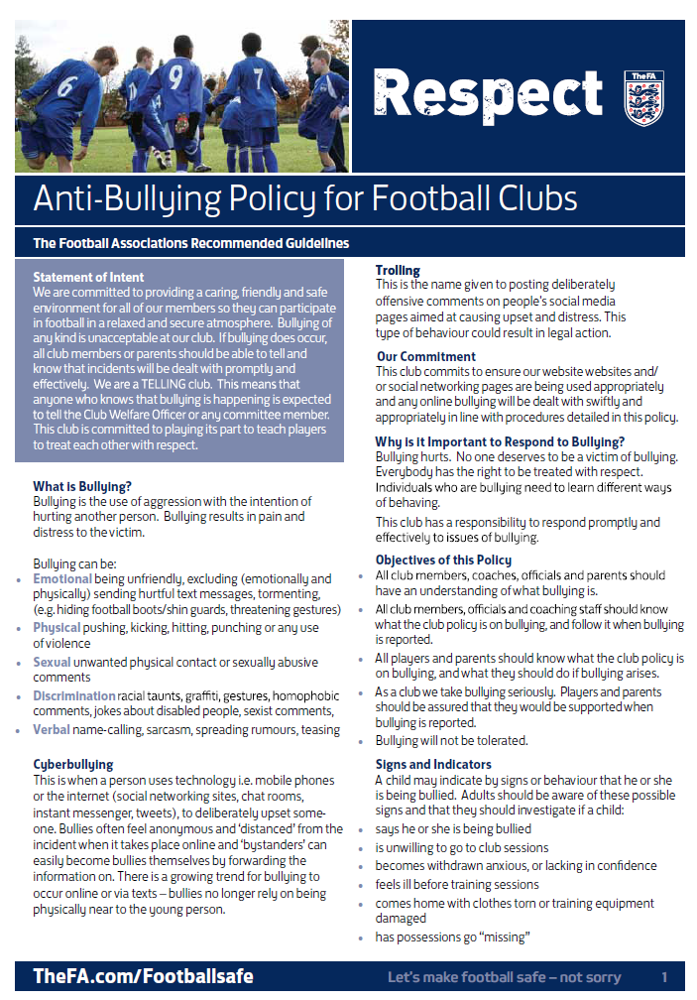 6
9
7
Respect
TheFA
Anti-Bullying Policy for Football Clubs
The Football Associations Recommended Guidelines
Statement of Intent
We are committed to providing a caring, friendly and safe
environment for all of our members so they can participate
in football in a relaxed and secure atmosphere. Bullying of
any kind is unacceptable at our club. If bullying does occur,
all club members or parents should be able to tell and
know that incidents will be dealt with promptly and
effectively. We are a TELLING club. This means that
anyone who knows that bullying is happening is expected
to tell the Club Welfare Officer or any committee member.
This club is committed to playing its part to teach players
to treat each other with respect.
What is Bullying?
Bullying is the use of aggression with the intention of
hurting another person. Bullying results in pain and
distress to the victim.
Bullying can be:
• Emotional being unfriendly, excluding (emotionally and
physically) sending hurtful text messages, tormenting,
(e.g. hiding football boots/shin guards, threatening gestures)
• Physical pushing, kicking, hitting, punching or any use
of violence
• Sexual unwanted physical contact or sexually abusive
comments
• Discrimination racial taunts, graffiti, gestures, homophobic
comments, jokes about disabled people, sexist comments,
• Verbal name-calling, sarcasm, spreading rumours, teasing
Cyberbullying
This is when a person uses technology i.e. mobile phones
or the internet (social networking sites, chat rooms,
instant messenger, tweets), to deliberately upset some-
one. Bullies often feel anonymous and ‘distanced’ from the
incident when it takes place online and ‘bystanders’ can
easily become bullies themselves by forwarding the
information on. There is a growing trend for bullying to
occur online or via texts – bullies no longer rely on being
physically near to the young person.
Trolling
This is the name given to posting deliberately
offensive comments on people’s social media
pages aimed at causing upset and distress. This
type of behaviour could result in legal action.
Our Commitment
This club commits to ensure our website websites and/
or social networking pages are being used appropriately
and any online bullying will be dealt with swiftly and
appropriately in line with procedures detailed in this policy.
Why is it Important to Respond to Bullying?
Bullying hurts. No one deserves to be a victim of bullying.
Everybody has the right to be treated with respect.
Individuals who are bullying need to learn different ways
of behaving.
This club has a responsibility to respond promptly and
effectively to issues of bullying.
Objectives of this Policy
• All club members, coaches, officials and parents should
have an understanding of what bullying is.
• All club members, officials and coaching staff should know
what the club policy is on bullying, and follow it when bullying
is reported.
• All players and parents should know what the club policy is
on bullying, and what they should do if bullying arises.
• As a club we take bullying seriously. Players and parents
should be assured that they would be supported when
bullying is reported.
• Bullying will not be tolerated.
Signs and Indicators
A child may indicate by signs or behaviour that he or she
is being bullied. Adults should be aware of these possible
signs and that they should investigate if a child:
• says he or she is being bullied
• is unwilling to go to club sessions
• becomes withdrawn anxious, or lacking in confidence
• feels ill before training sessions
• comes home with clothes torn or training equipment
damaged
• has possessions go “missing”
TheFA.com/Footballsafe
Let’s make football safe – not sorry
1